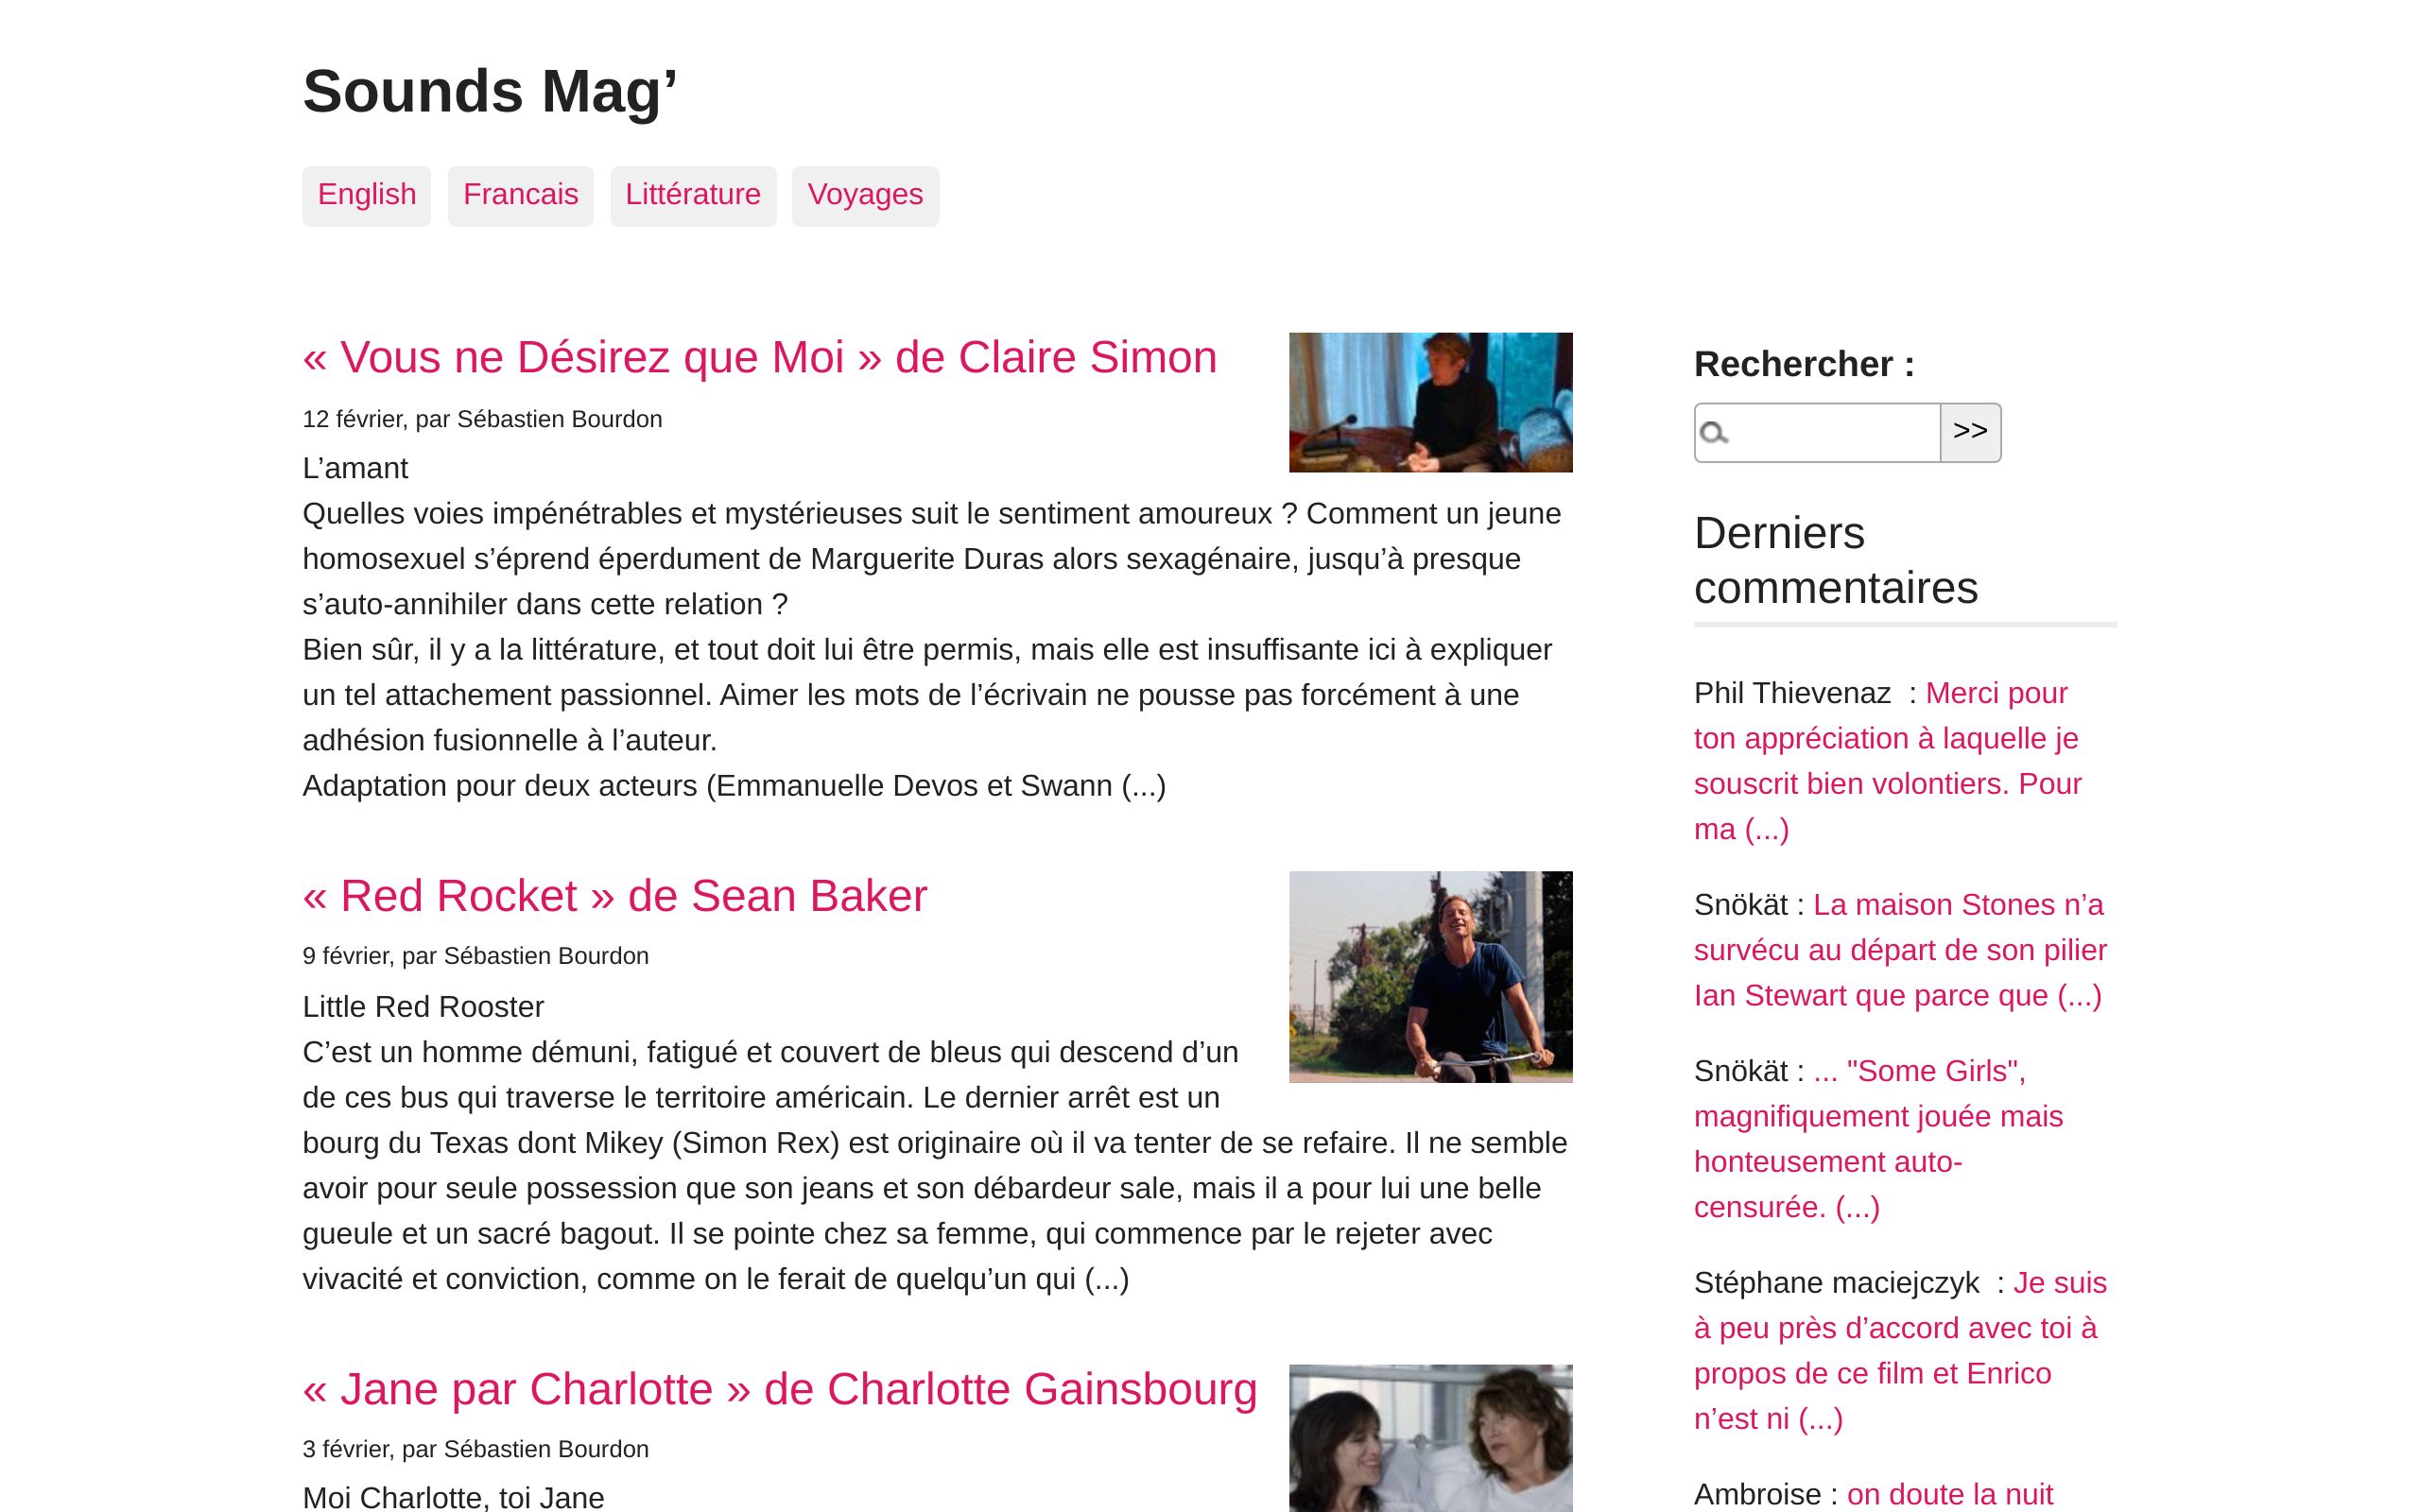 Sounds Mag’
English Francais Littérature Voyages
« Vous ne Désirez que Moi » de Claire Simon
12 février, par Sébastien Bourdon
L’amant
Quelles voies impénétrables et mystérieuses suit le sentiment amoureux ? Comment un jeune
homosexuel s’éprend éperdument de Marguerite Duras alors sexagénaire, jusqu’à presque
s’auto-annihiler dans cette relation ?
Bien sûr, il y a la littérature, et tout doit lui être permis, mais elle est insuffisante ici à expliquer
un tel attachement passionnel. Aimer les mots de l’écrivain ne pousse pas forcément à une
adhésion fusionnelle à l’auteur.
Adaptation pour deux acteurs (Emmanuelle Devos et Swann (...)
« Red Rocket » de Sean Baker
9 février, par Sébastien Bourdon
Little Red Rooster
C’est un homme démuni, fatigué et couvert de bleus qui descend d’un
de ces bus qui traverse le territoire américain. Le dernier arrêt est un
bourg du Texas dont Mikey (Simon Rex) est originaire où il va tenter de se refaire. Il ne semble
avoir pour seule possession que son jeans et son débardeur sale, mais il a pour lui une belle
gueule et un sacré bagout. Il se pointe chez sa femme, qui commence par le rejeter avec
vivacité et conviction, comme on le ferait de quelqu’un qui (...)
« Jane par Charlotte » de Charlotte Gainsbourg
3 février, par Sébastien Bourdon
Moi Charlotte, toi Jane
Rechercher :
>>
Derniers
commentaires
Phil Thievenaz  : Merci pour
ton appréciation à laquelle je
souscrit bien volontiers. Pour
ma (...)
Snökät : La maison Stones n’a
survécu au départ de son pilier
Ian Stewart que parce que (...)
Snökät : ... "Some Girls",
magnifiquement jouée mais
honteusement auto-
censurée. (...)
Stéphane maciejczyk  : Je suis
à peu près d’accord avec toi à
propos de ce film et Enrico
n’est ni (...)
Ambroise : on doute la nuit